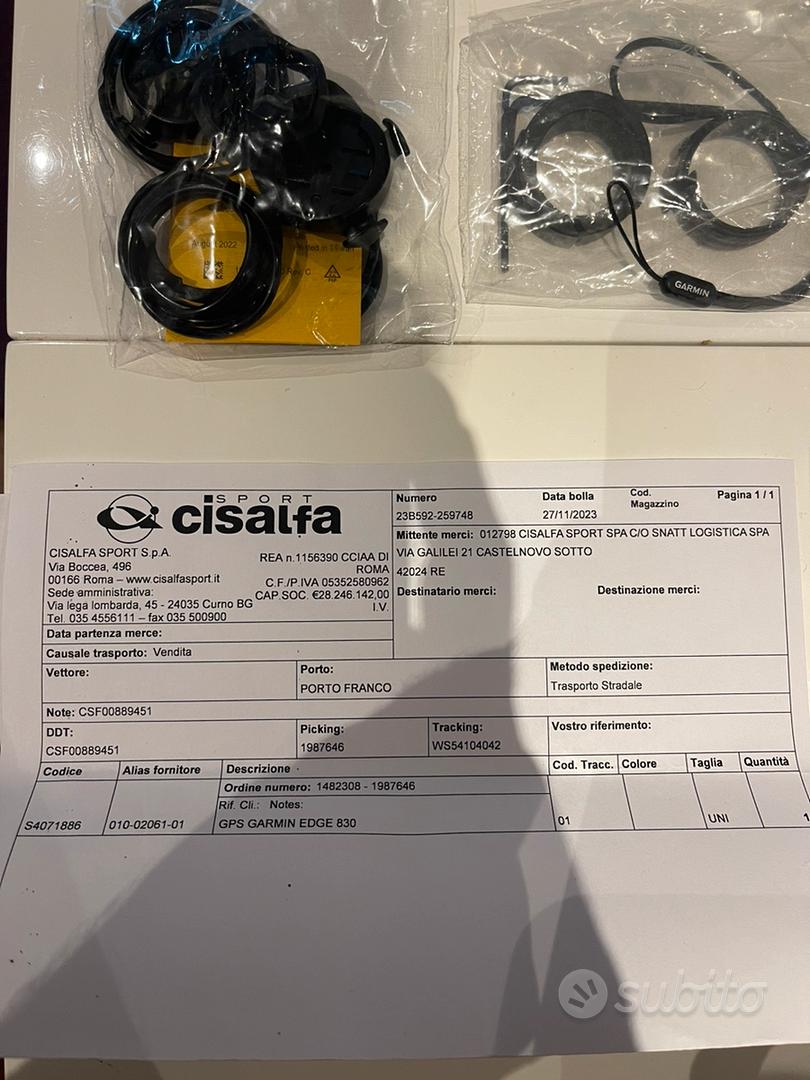 August 2022
Printed in Taiwan
Rev. C
PAP
GARMIN
SPORT
cisalfa
CISALFA SPORT S.p.A.
Via Boccea, 496
00166 Roma – www.cisalfasport.it
Sede amministrativa:
Via lega lombarda, 45 - 24035 Curno BG
Tel. 035 4556111 – fax 035 500900
REA n.1156390 CCIAA DI
ROMA
C.F./P.IVA 05352580962
CAP.SOC. €28.246.142,00
I.V.
Data partenza merce:
Causale trasporto: Vendita
Numero
23B592-259748
Data bolla
27/11/2023
Cod.
Magazzino
Pagina 1 / 1
Mittente merci: 012798 CISALFA SPORT SPA C/O SNATT LOGISTICA SPA
VIA GALILEI 21 CASTELNOVO SOTTO
42024 RE
Destinatario merci:
Destinazione merci:
Vettore:
Porto:
PORTO FRANCO
Metodo spedizione:
Trasporto Stradale
Note: CSF00889451
DDT:
CSF00889451
Picking:
1987646
Tracking:
WS54104042
Vostro riferimento:
Codice Alias fornitore Descrizione Cod. Tracc. Colore Taglia Quantità
Ordine numero: 1482308 - 1987646
Rif. Cli.: Notes:
S4071886 010-02061-01 GPS GARMIN EDGE 830 01 UNI 1
subito